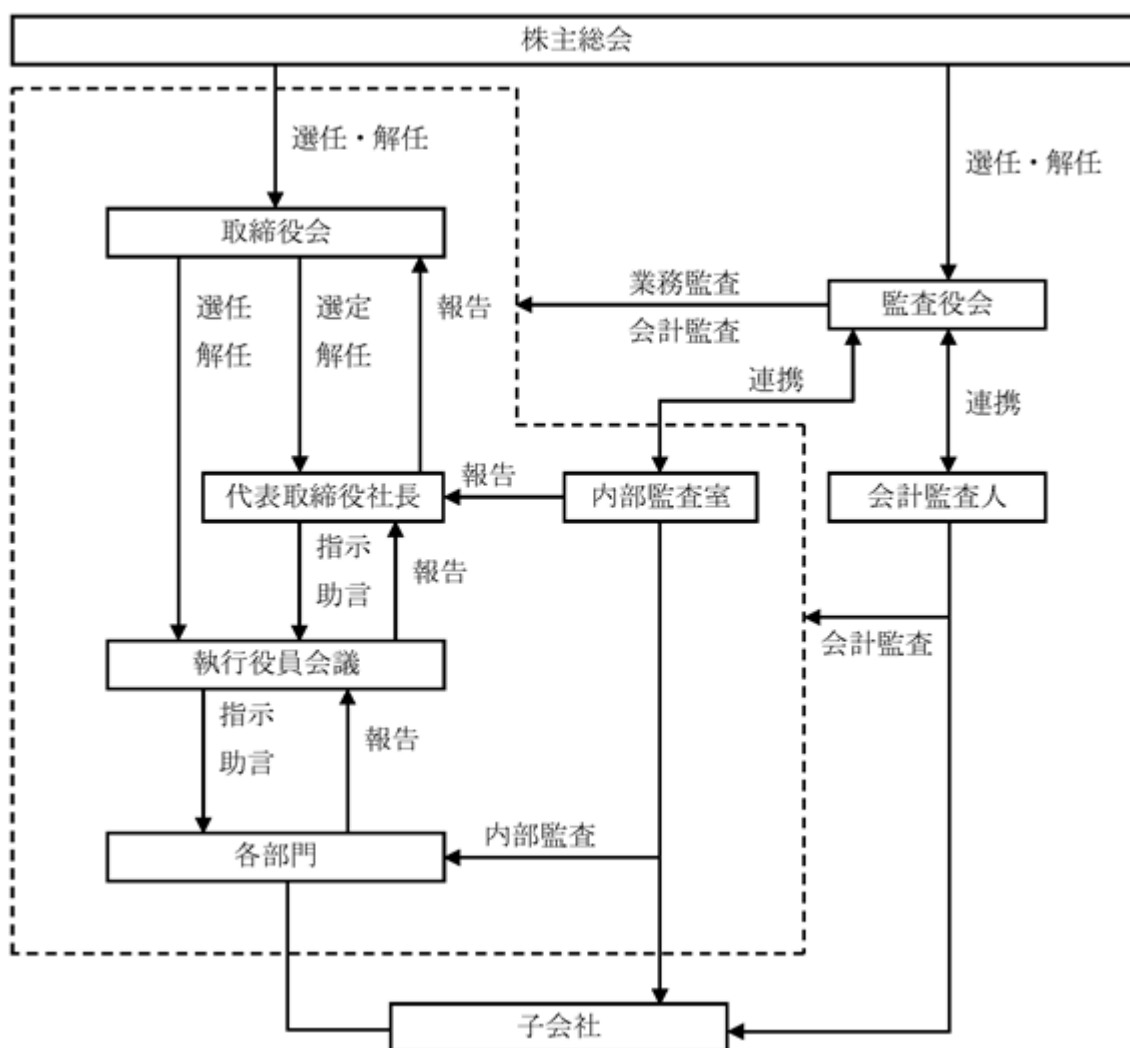 株主総会
選任・解任
選任・解任
取締役会
選任
解任
選定
解任
報告
業務監査
会計監査
監査役会
連携
連携
代表取締役社長
報告
内部監査室
会計監査人
指示
助言
報告
会計監査
執行役員会議
指示
助言
報告
内部監査
各部門
子会社